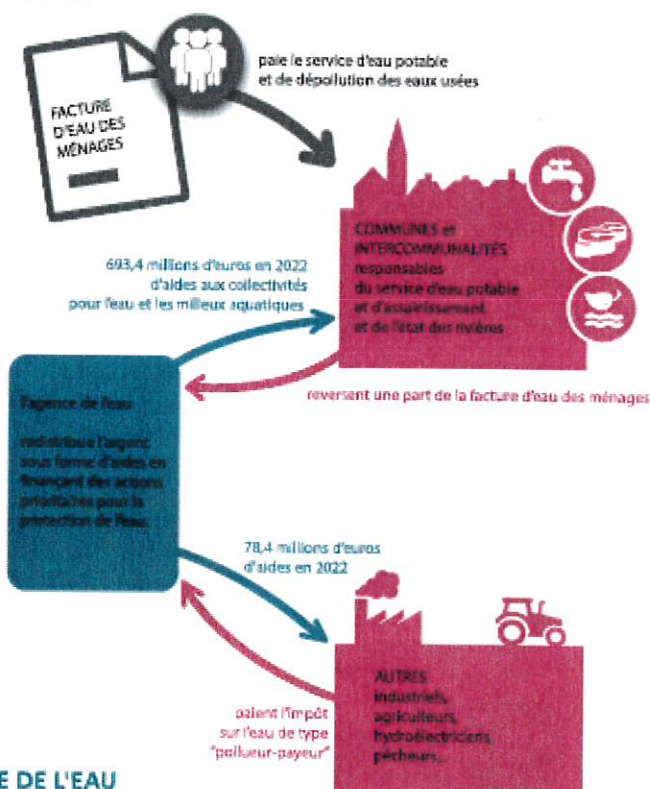 FACTURE
D'EAU DES
MÉNAGES
paie le service d'eau potable
et de dépollution des eaux usées
COMMUNES et
INTERCOMMUNALITÉS
responsables
du service d'eau potable
et d'assainissement
et de l'état des rivières
693,4 millions d'euros en 2022
d'aides aux collectivités
pour l'eau et les milieux aquatiques
reversent une part de la facture d'eau des ménages
l'agence de l'eau
redistribue l'argent
sous forme d'aides en
finançant des actions
prioritaires pour la
protection de l'eau.
78,4 millions d'euros
d'aides en 2022
AUTRES
industriels,
agriculteurs,
hydroélectriciens,
pêcheurs...
paient l'impôt
sur l'eau de type
"pollueur-payeur"
E DE L'EAU